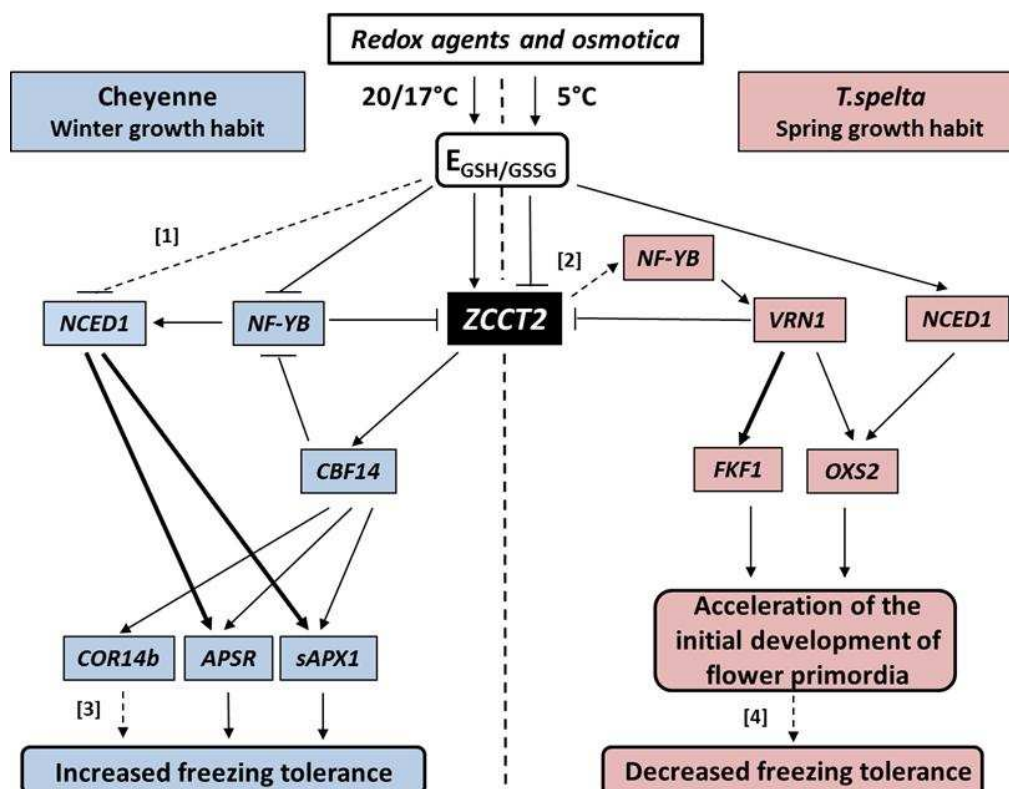 Redox agents and osmotica
Cheyenne
Winter growth habit
20/17°C
5°C
T.spelta
Spring growth habit
EGSH/GSSG
[1]
[2]
NF-YB
NCED1
NF-YB
ZCCT2
VRN1
NCED1
CBF14
FKF1
OXS2
Acceleration of the
initial development of
flower primordia
COR14b
APSR
sAPX1
[3]
[4]
Increased freezing tolerance
Decreased freezing tolerance